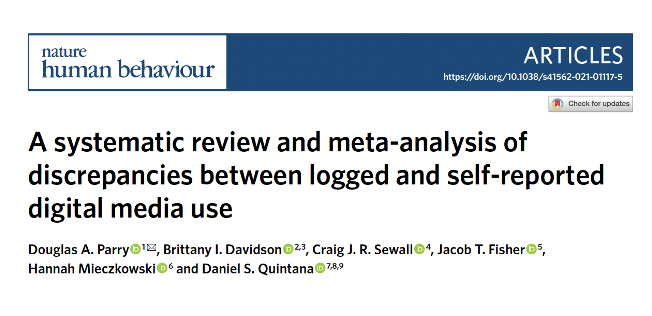 nature
human behaviour
ARTICLES
https://doi.org/10.1038/s41562-021-01117-5
Check for updates
A systematic review and meta-analysis of
discrepancies between logged and self-reported
digital media use
Douglas A. Parry 1✉, Brittany I. Davidson 2,3, Craig J. R. Sewall 4, Jacob T. Fisher 5,
Hannah Mieczkowski 6 and Daniel S. Quintana 7,8,9